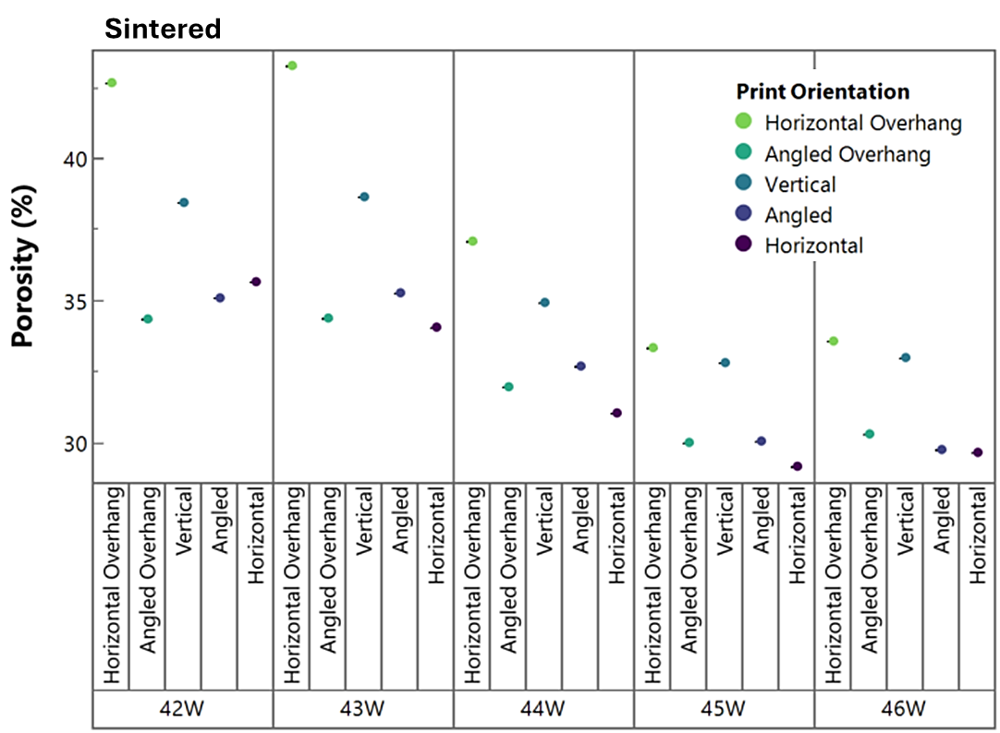 Sintered
Porosity (%)
40
35
30
Print Orientation
Horizontal Overhang
Angled Overhang
Vertical
Angled
Horizontal
Horizontal Overhang
Angled Overhang
Vertical
Angled
Horizontal
Horizontal Overhang
Angled Overhang
Vertical
Angled
Horizontal
Horizontal Overhang
Angled Overhang
Vertical
Angled
Horizontal
Horizontal Overhang
Angled Overhang
Vertical
Angled
Horizontal
Horizontal Overhang
Angled Overhang
Vertical
Angled
Horizontal
42W
43W
44W
45W
46W